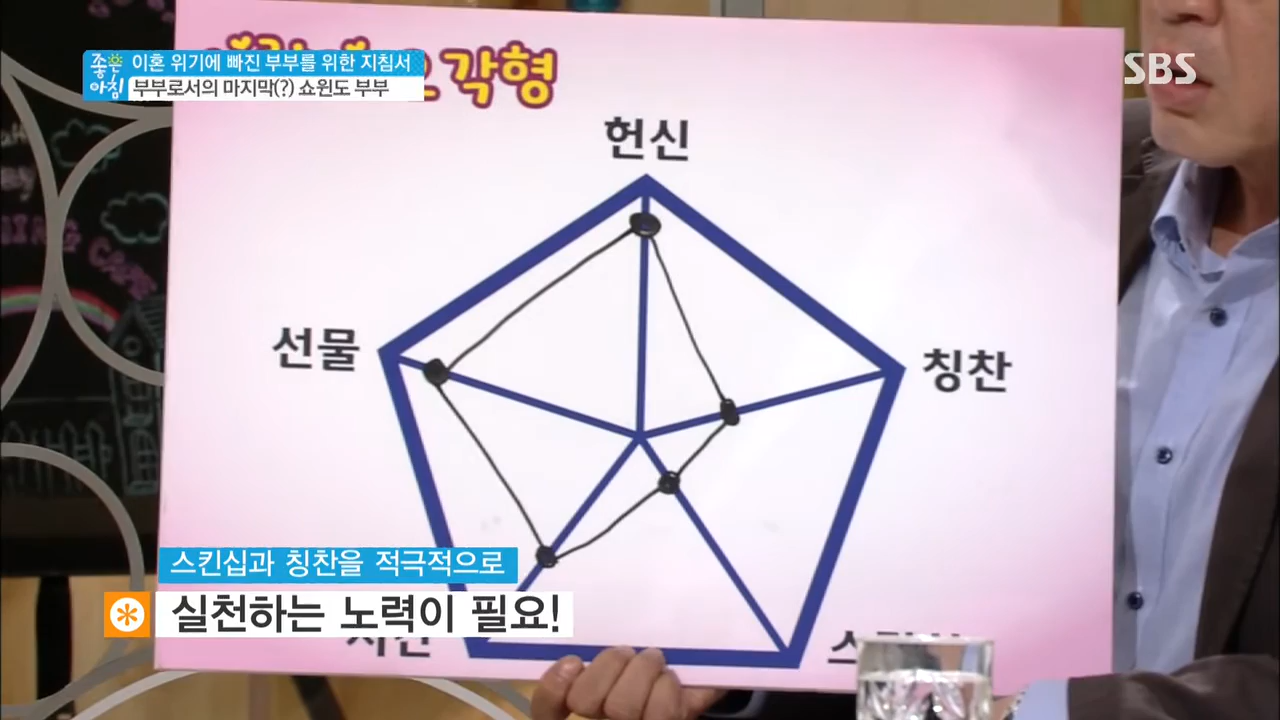 좋은아침
이혼 위기에 빠진 부부를 위한 지침서
부부로서의 마지막(?) 쇼윈도 부부
SBS
각형
헌신
선물
칭찬
스킨십과 칭찬을 적극적으로
실천하는 노력이 필요!